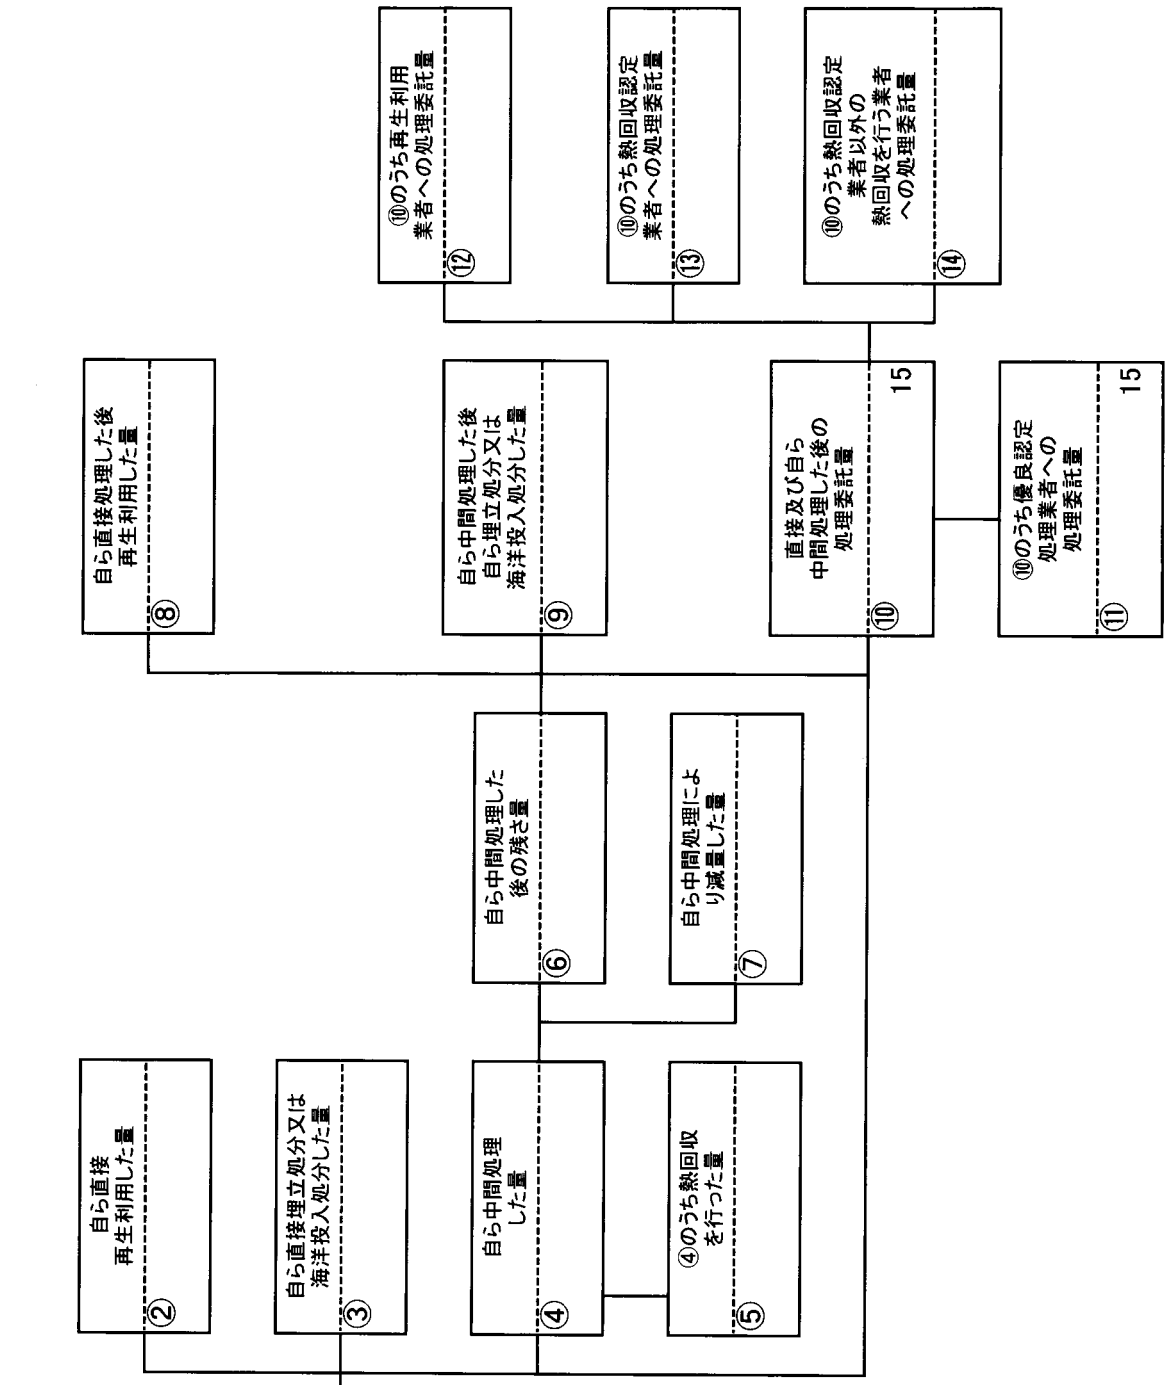 自ら直接
再生利用した量
②
自ら直接埋立処分又は
海洋投入処分した量
③
自ら中間処理
した量
④
④のうち熱回収
を行った量
⑤
自ら中間処理した
後の残さ量
⑥
自ら中間処理によ
り減量した量
⑦
自ら直接処理した後
再生利用した量
⑧
自ら中間処理した後
自ら埋立処分又は
海洋投入処分した量
⑨
直接及び自ら
中間処理した後の
処理委託量
⑩ 15
⑩のうち優良認定
処理業者への
処理委託量
⑪ 15
⑩のうち再生利用
業者への処理委託量
⑫
⑩のうち熱回収認定
業者への処理委託量
⑬
⑩のうち熱回収認定
業者以外の
熱回収を行う業者
への処理委託量
⑭